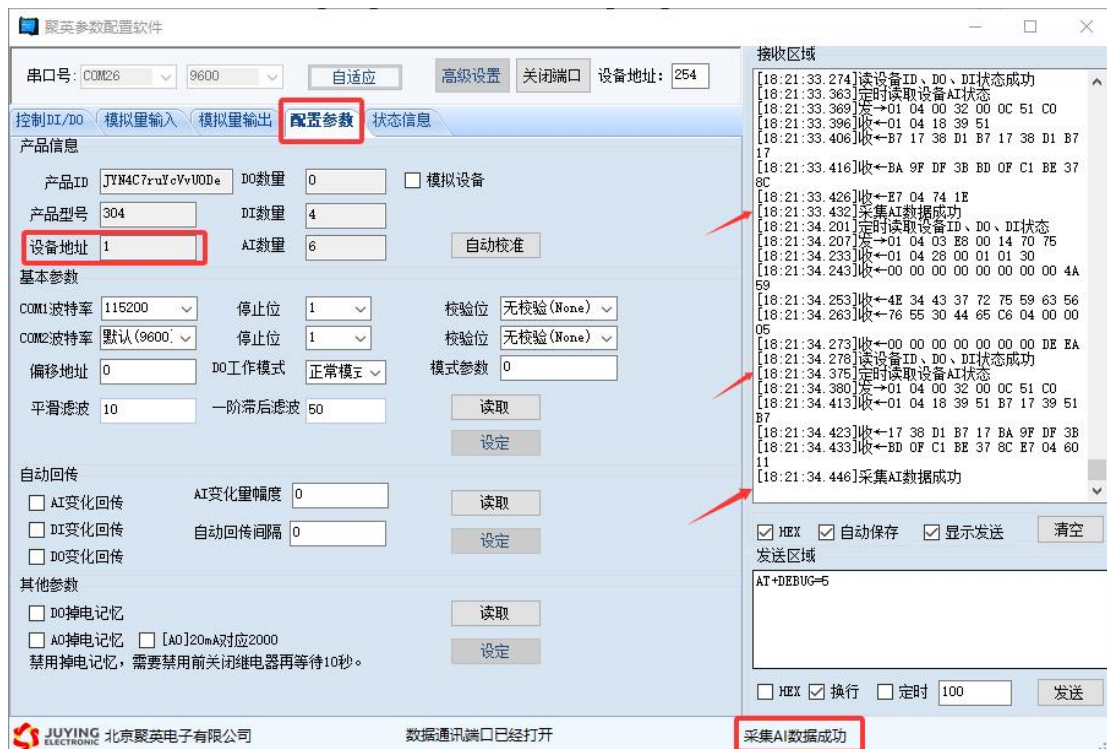 聚英参数配置软件
串口号: COM26 9600 自适应 高级设置 关闭端口 设备地址: 254
控制DI/DO 模拟量输入 模拟量输出 配置参数 状态信息
产品信息
产品ID JYN4C7ruYcVvUODe DO数量 0 模拟设备
产品型号 304 DI数量 4
设备地址 1 AI数量 6 自动校准
基本参数
COM1波特率 115200 停止位 1 校验位 无校验(None)
COM2波特率 默认(9600) 停止位 1 校验位 无校验(None)
偏移地址 0 DO工作模式 正常模式 模式参数 0
平滑滤波 10 一阶滞后滤波 50 读取
设定
自动回传
AI变化回传 AI变化量幅度 0 读取
DI变化回传 自动回传间隔 0 设定
DO变化回传
其他参数
DO掉电记忆 读取
AO掉电记忆 [AO]20mA对应2000 设定
禁用掉电记忆，需要禁用前关闭继电器再等待10秒。
接收区域
[18:21:33.274]读设备ID、DO、DI状态成功
[18:21:33.363]定时读取设备AI状态
[18:21:33.369]发→01 04 00 32 00 0C 51 C0
[18:21:33.396]收←01 04 18 39 51
[18:21:33.406]收←B7 17 38 D1 B7 17 38 D1 B7
17
[18:21:33.416]收←BA 9F DF 3B BD 0F C1 BE 37
8C
[18:21:33.426]收←E7 04 74 1E
[18:21:33.432]采集AI数据成功
[18:21:34.201]定时读取设备ID、DO、DI状态
[18:21:34.207]发→01 04 03 E8 00 14 70 75
[18:21:34.233]收←01 04 28 00 01 01 30
[18:21:34.243]收←00 00 00 00 00 00 00 00 4A
59
[18:21:34.253]收←4E 34 43 37 72 75 59 63 56
[18:21:34.263]收←76 55 30 44 65 C6 04 00 00
05
[18:21:34.273]收←00 00 00 00 00 00 00 DE EA
[18:21:34.278]读设备ID、DO、DI状态成功
[18:21:34.375]定时读取设备AI状态
[18:21:34.380]发→01 04 00 32 00 0C 51 C0
[18:21:34.413]收←01 04 18 39 51 B7 17 39 51
B7
[18:21:34.423]收←17 38 D1 B7 17 BA 9F DF 3B
[18:21:34.433]收←BD 0F C1 BE 37 8C E7 04 60
11
[18:21:34.446]采集AI数据成功
HEX 自动保存 显示发送 清空
发送区域
AT+DEBUG=5
HEX 换行 定时 100 发送
JUYING ELECTRONIC 北京聚英电子有限公司 数据通讯端口已经打开 采集AI数据成功